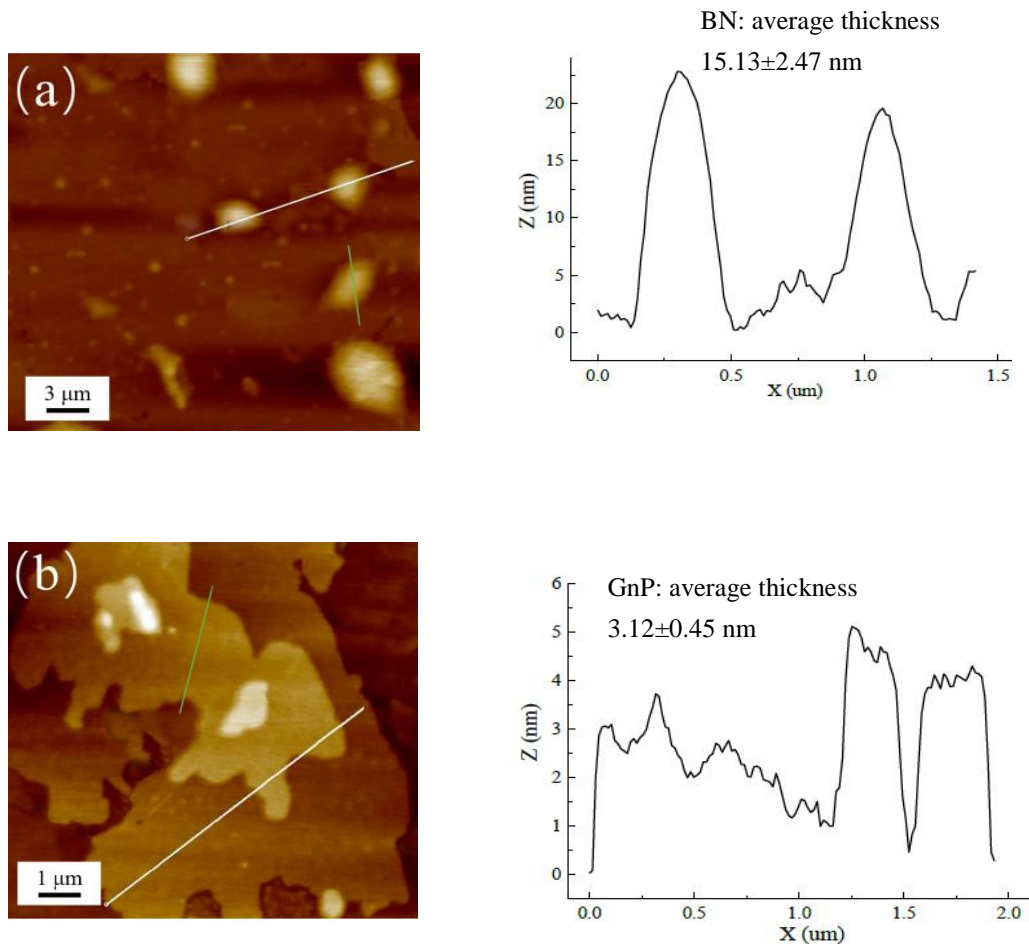 (a)
3 μm
BN: average thickness
15.13±2.47 nm
Z (nm)
20
15
10
5
0
0.0 0.5 1.0 1.5
X (um)
(b)
1 μm
GnP: average thickness
3.12±0.45 nm
Z (nm)
6
5
4
3
2
1
0
0.0 0.5 1.0 1.5 2.0
X (um)